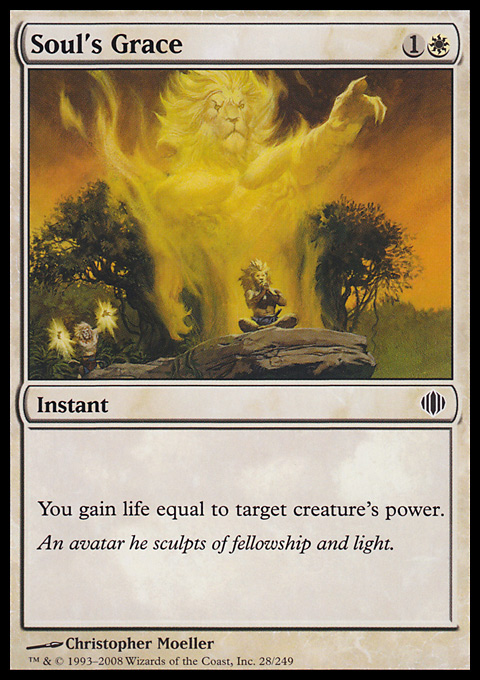 Soul's Grace 1
Instant
You gain life equal to target creature's power.
An avatar he sculpts of fellowship and light.
Christopher Moeller
™ & © 1993–2008 Wizards of the Coast, Inc. 28/249